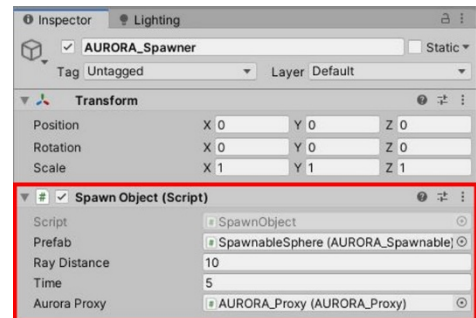 Inspector Lighting
AURORA_Spawner Static
Tag Untagged Layer Default
Transform
Position X 0 Y 0 Z 0
Rotation X 0 Y 0 Z 0
Scale X 1 Y 1 Z 1
# Spawn Object (Script)
Script # SpawnObject
Prefab # SpawnableSphere (AURORA_Spawnable)
Ray Distance 10
Time 5
Aurora Proxy # AURORA_Proxy (AURORA_Proxy)